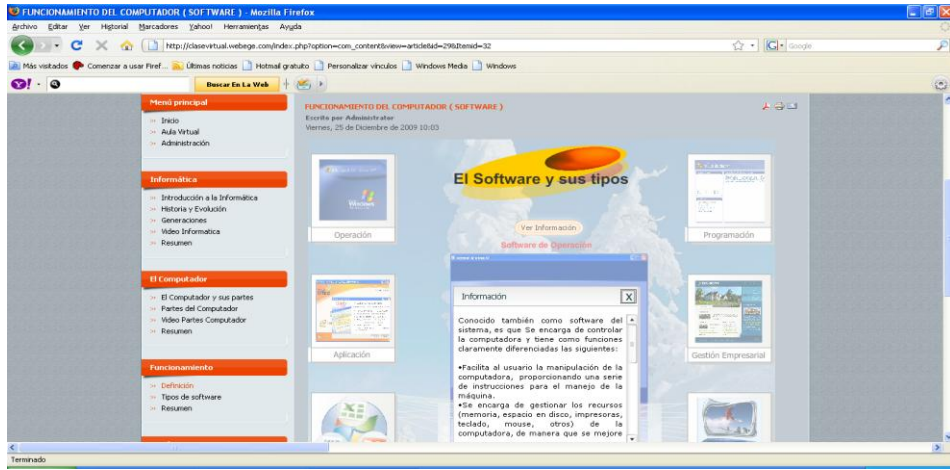 FUNCIONAMIENTO DEL COMPUTADOR ( SOFTWARE ) - Mozilla Firefox
Archivo Editar Ver Historial Marcadores Yahoo! Herramientas Ayuda
http://clasevirtual.webege.com/index.php?option=com_content&view=article&id=29&Itemid=32
Google
Más visitados Comenzar a usar Firef... Últimas noticias Hotmail gratuito Personalizar vínculos Windows Media Windows
Buscar En La Web
Menú principal
Inicio
Aula Virtual
Administración
Informática
Introducción a la Informática
Historia y Evolución
Generaciones
Video Informatica
Resumen
El Computador
El Computador y sus partes
Partes del Computador
Video Partes Computador
Resumen
Funcionamiento
Definición
Tipos de software
Resumen
FUNCIONAMIENTO DEL COMPUTADOR ( SOFTWARE )
Escrito por Administrator
Viernes, 25 de Diciembre de 2009 10:03
El Software y sus tipos
Windows
Operación
Aplicación
Ver Información
Software de Operación
Información
X
Conocido también como software del
sistema, es que Se encarga de controlar
la computadora y tiene como funciones
claramente diferenciadas las siguientes:
•Facilita al usuario la manipulación de la
computadora, proporcionando una serie
de instrucciones para el manejo de la
máquina.
•Se encarga de gestionar los recursos
(memoria, espacio en disco, impresoras,
teclado, mouse, otros) de la
computadora, de manera que se mejore
Programación
Gestión Empresarial
Terminado